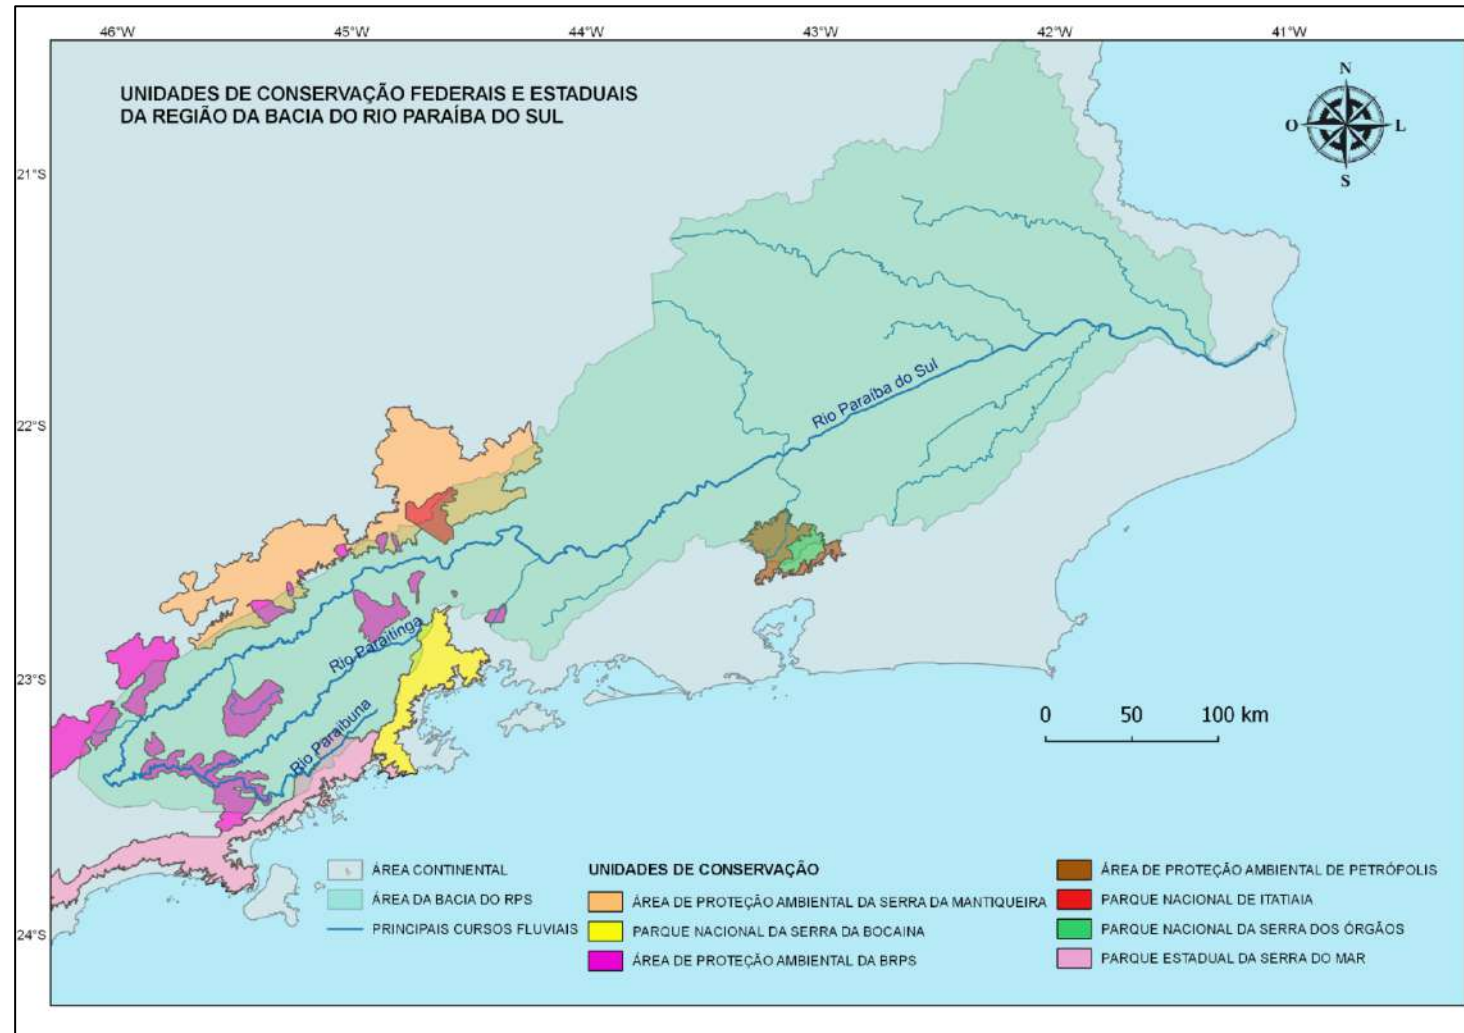 46°W 45°W 44°W 43°W 42°W 41°W
UNIDADES DE CONSERVAÇÃO FEDERAIS E ESTADUAIS
DA REGIÃO DA BACIA DO RIO PARAÍBA DO SUL
N
O L
S
21°S
22°S
23°S
24°S
Rio Paraíba do Sul
Rio Paraitinga
Rio Paraibuna
0 50 100 km
ÁREA CONTINENTAL
ÁREA DA BACIA DO RPS
PRINCIPAIS CURSOS FLUVIAIS
UNIDADES DE CONSERVAÇÃO
ÁREA DE PROTEÇÃO AMBIENTAL DA SERRA DA MANTIQUEIRA
PARQUE NACIONAL DA SERRA DA BOCAINA
ÁREA DE PROTEÇÃO AMBIENTAL DA BRPS
ÁREA DE PROTEÇÃO AMBIENTAL DE PETRÓPOLIS
PARQUE NACIONAL DE ITATIAIA
PARQUE NACIONAL DA SERRA DOS ÓRGÃOS
PARQUE ESTADUAL DA SERRA DO MAR